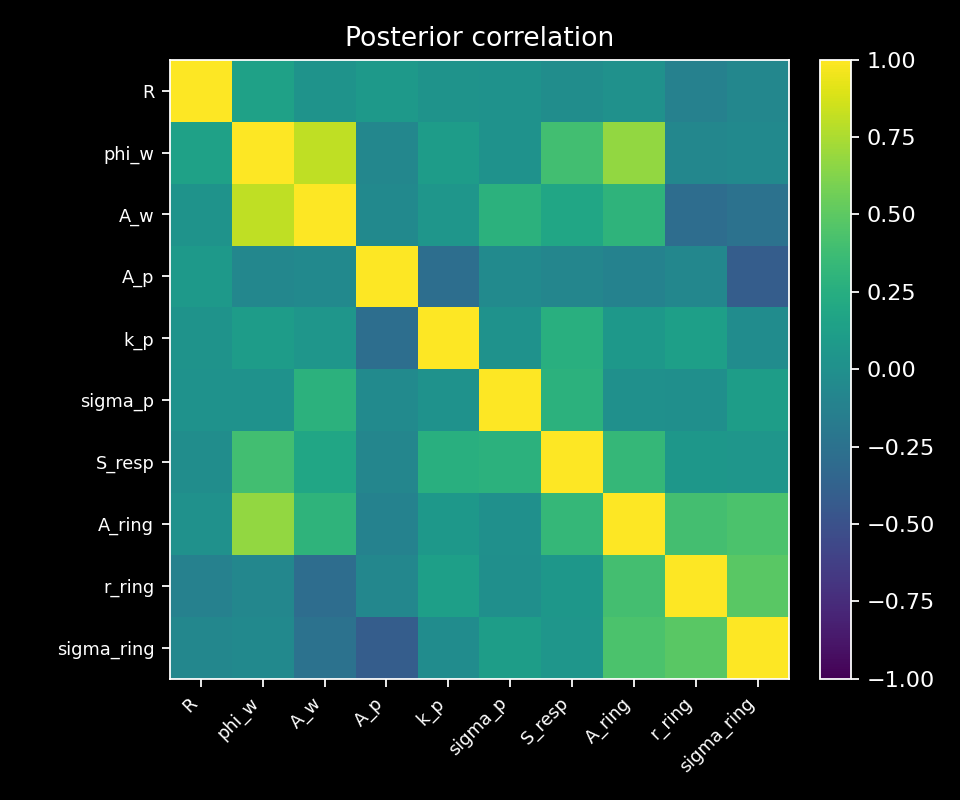 Posterior correlation
R
phi_w
A_w
A_p
k_p
sigma_p
S_resp
A_ring
r_ring
sigma_ring
R
phi_w
A_w
A_p
k_p
sigma_p
S_resp
A_ring
r_ring
sigma_ring
1.00
0.75
0.50
0.25
0.00
−0.25
−0.50
−0.75
−1.00